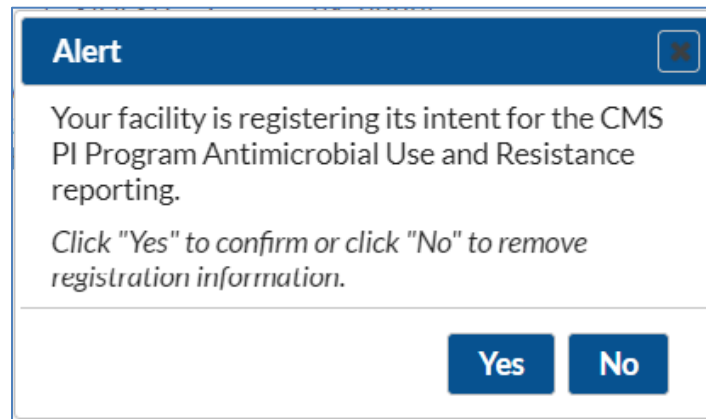 Alert
Your facility is registering its intent for the CMS
PI Program Antimicrobial Use and Resistance
reporting.
Click "Yes" to confirm or click "No" to remove
registration information.
Yes
No